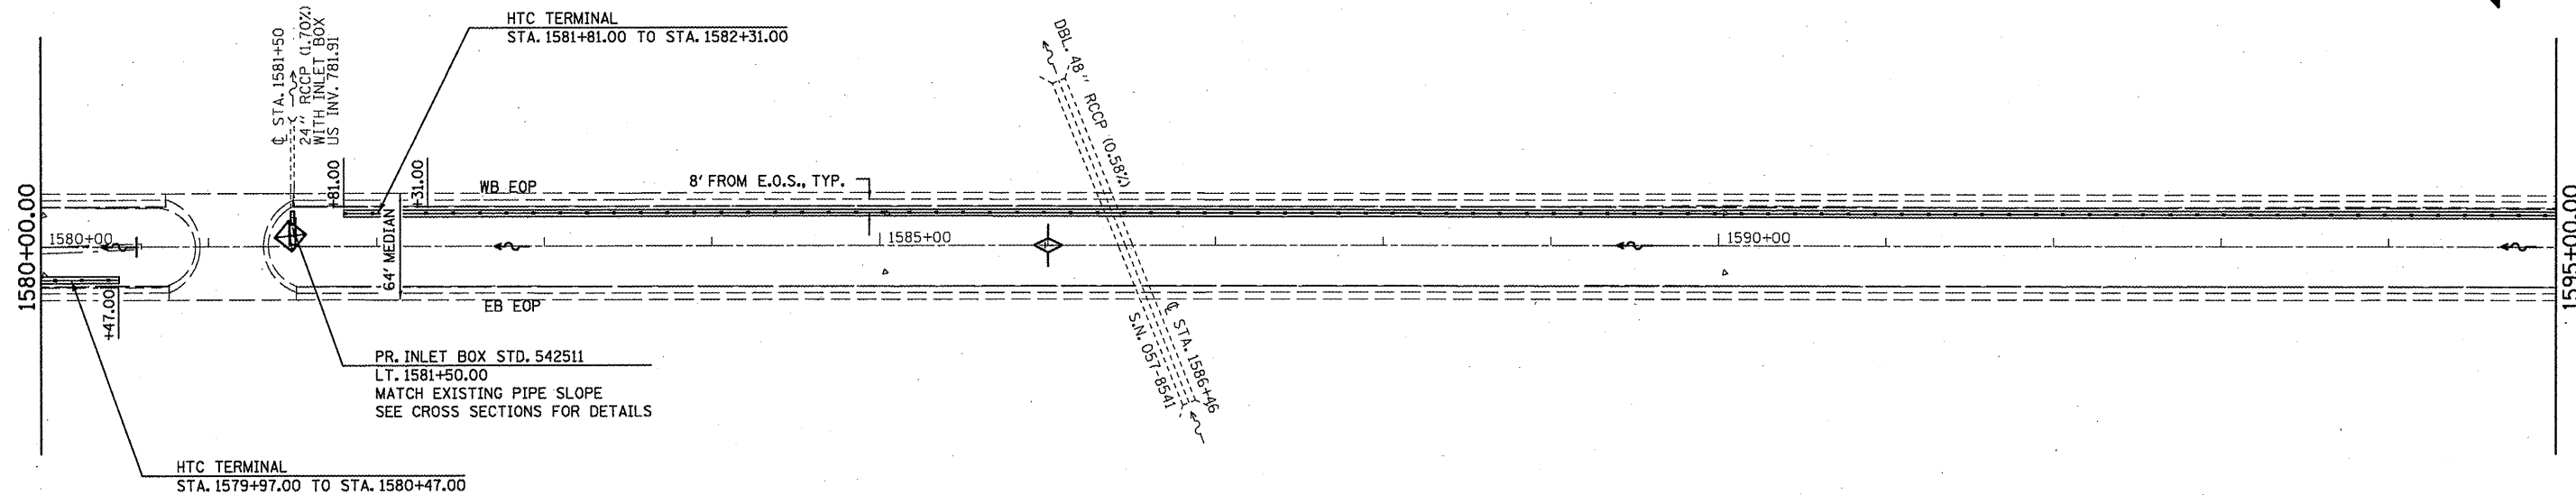 HTC TERMINAL
STA. 1581+81.00 TO STA. 1582+31.00
℄ STA. 1581+50
24" RCCP (1.70%)
WITH INLET BOX
US INV. 781.91
DBL. 48" RCCP (0.58%)
+81.00
+31.00
WB EOP
8' FROM E.O.S., TYP.
1580+00.00
1580+00
64' MEDIAN
1585+00
1590+00
1595+00.00
+47.00
EB EOP
℄ STA. 1586+46
S.N. 057-8541
PR. INLET BOX STD. 542511
LT. 1581+50.00
MATCH EXISTING PIPE SLOPE
SEE CROSS SECTIONS FOR DETAILS
HTC TERMINAL
STA. 1579+97.00 TO STA. 1580+47.00